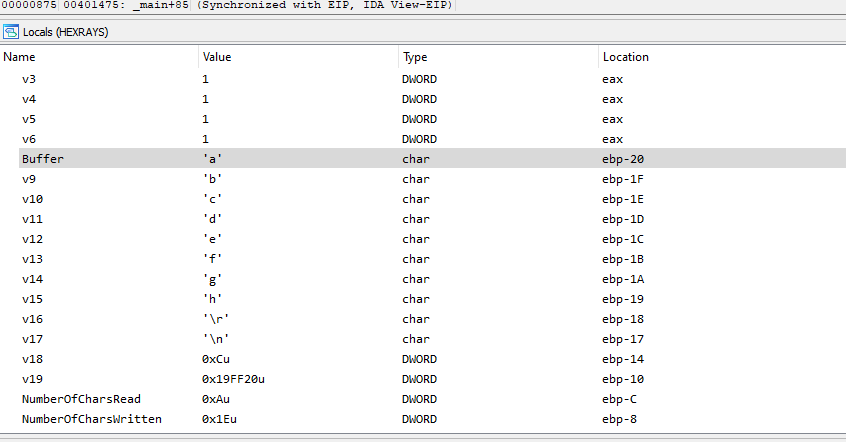 00000875 00401475: _main+85 (Synchronized with EIP, IDA View-EIP)
Locals (HEXRAYS)
Name Value Type Location
v3 1 DWORD eax
v4 1 DWORD eax
v5 1 DWORD eax
v6 1 DWORD eax
Buffer 'a' char ebp-20
v9 'b' char ebp-1F
v10 'c' char ebp-1E
v11 'd' char ebp-1D
v12 'e' char ebp-1C
v13 'f' char ebp-1B
v14 'g' char ebp-1A
v15 'h' char ebp-19
v16 '\r' char ebp-18
v17 '\n' char ebp-17
v18 0xCu DWORD ebp-14
v19 0x19FF20u DWORD ebp-10
NumberOfCharsRead 0xAu DWORD ebp-C
NumberOfCharsWritten 0x1Eu DWORD ebp-8